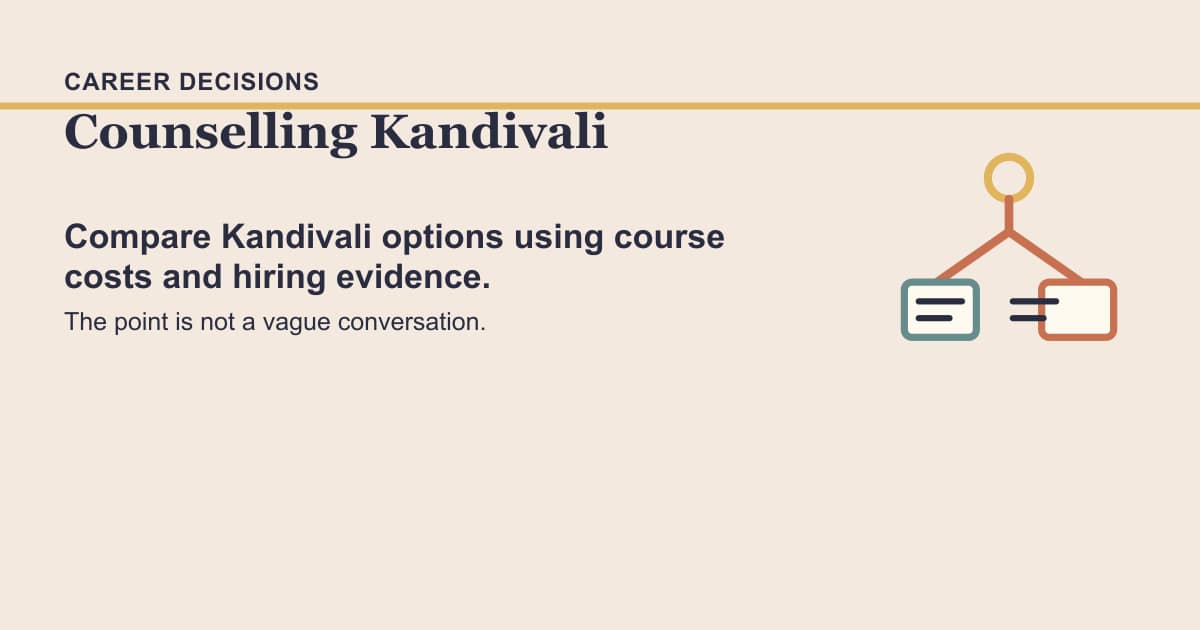 CAREER DECISIONS
Counselling Kandivali
Compare Kandivali options using course
costs and hiring evidence.
The point is not a vague conversation.